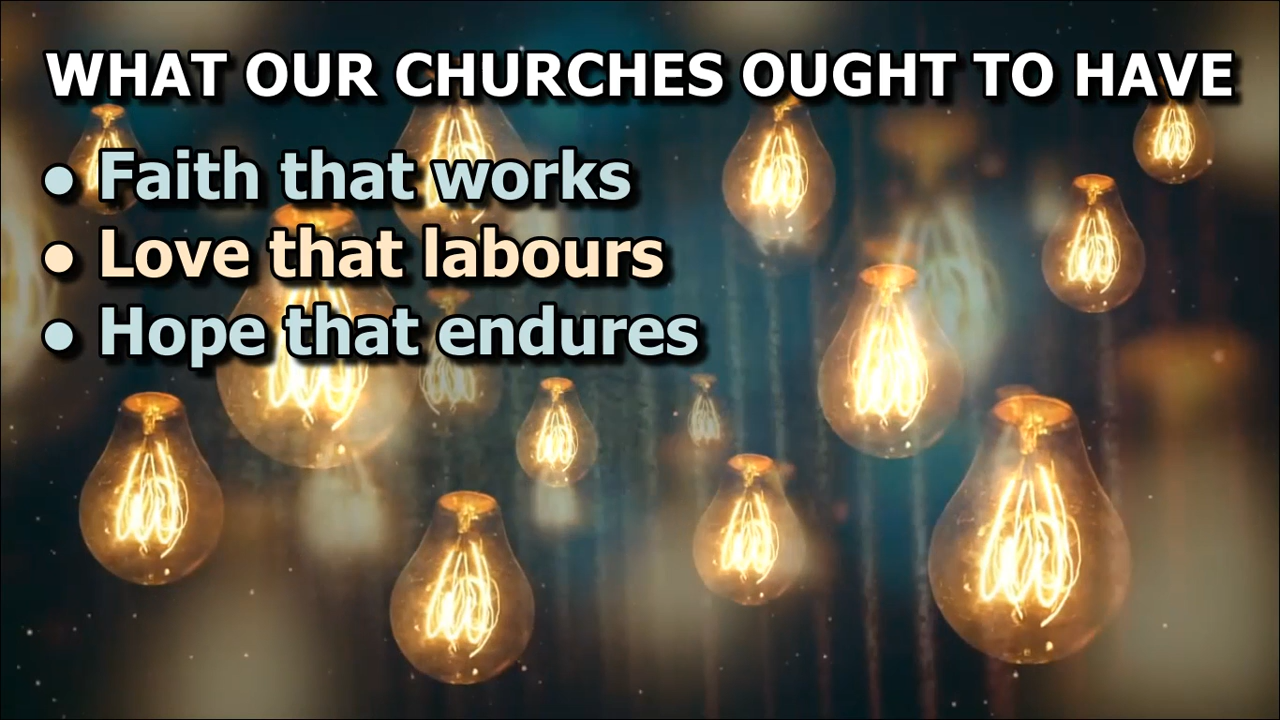 WHAT OUR CHURCHES OUGHT TO HAVE
• Faith that works
• Love that labours
• Hope that endures